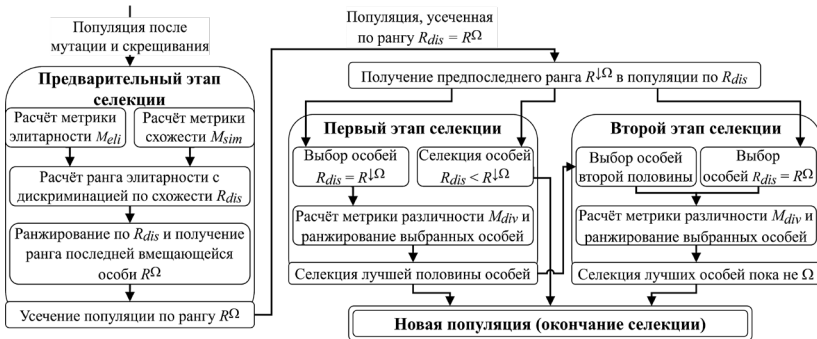 Популяция после
мутации и скрещивания
Предварительный этап
селекции
Расчёт метрики
элитарности Meli
Расчёт метрики
схожести Msim
Расчёт ранга элитарности с
дискриминацией по схожести Rdis
Ранжирование по Rdis и получение
ранга последней вмещающейся
особи RΩ
Усечение популяции по рангу RΩ
Популяция, усеченная
по рангу Rdis = RΩ
Получение предпоследнего ранга R↓Ω в популяции по Rdis
Первый этап селекции
Выбор особей
Rdis = R↓Ω
Селекция особей
Rdis < R↓Ω
Расчёт метрики различности Mdiv и
ранжирование выбранных особей
Селекция лучшей половины особей
Второй этап селекции
Выбор особей
второй половины
Выбор
особей Rdis = RΩ
Расчёт метрики различности Mdiv и
ранжирование выбранных особей
Селекция лучших особей пока не Ω
Новая популяция (окончание селекции)